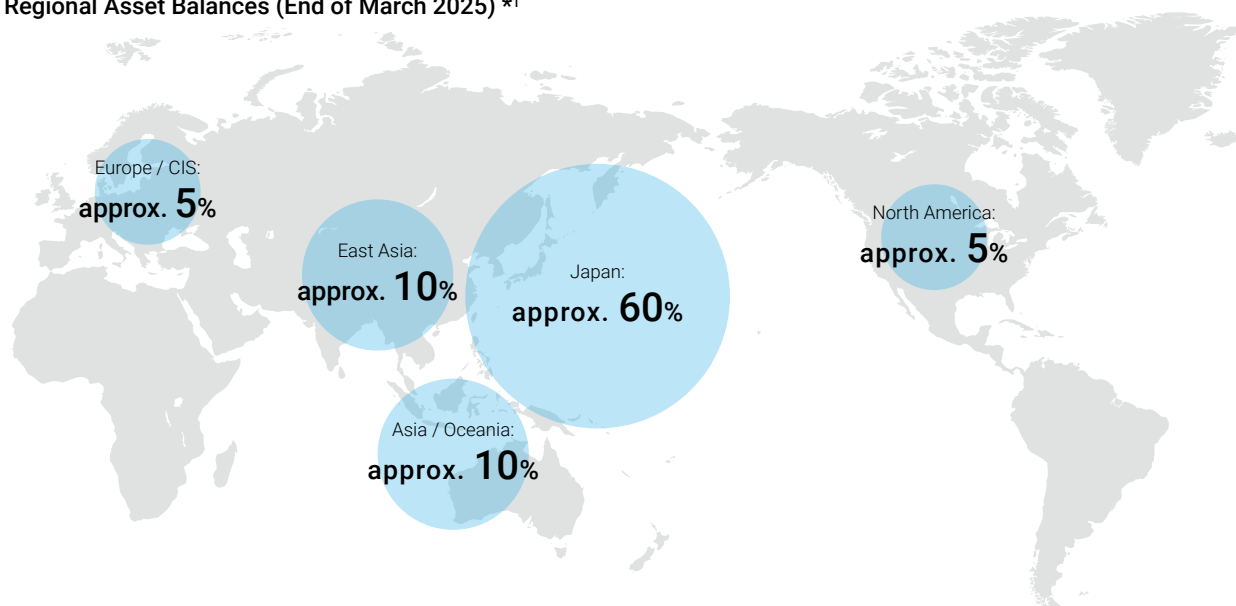 Regional Asset Balances (End of March 2025) *1
Europe / CIS:
approx. 5%
East Asia:
approx. 10%
Japan:
approx. 60%
North America:
approx. 5%
Asia / Oceania:
approx. 10%